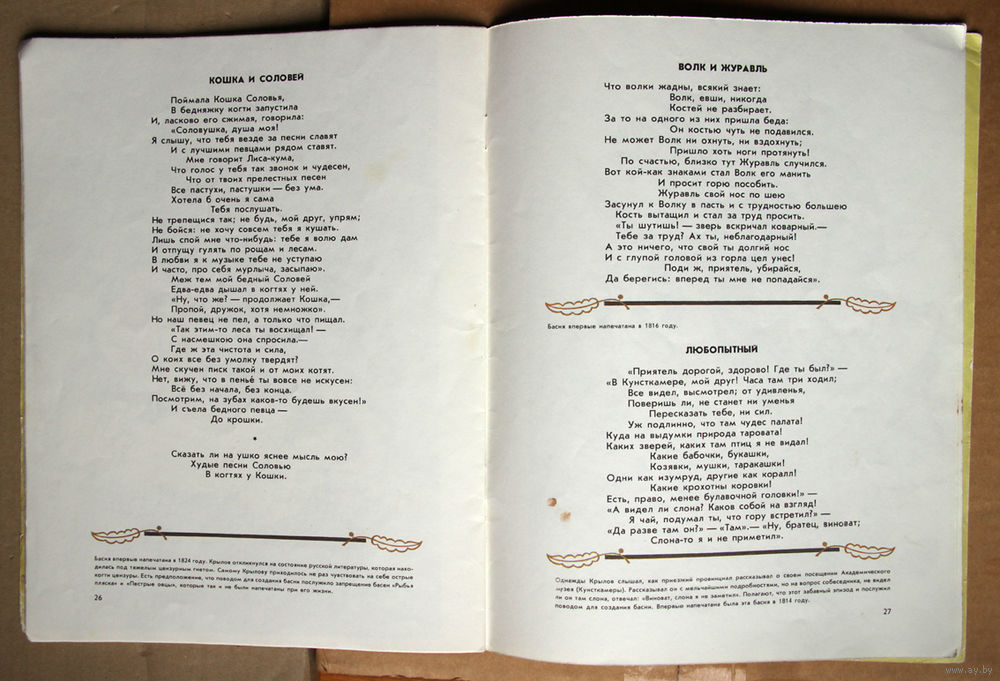 КОШКА И СОЛОВЕЙ
Поймала Кошка Соловья,
В бедняжку когти запустила
И, ласково его сжимая, говорила:
«Соловушка, душа моя!
Я слышу, что тебя везде за песни славят
И с лучшими певцами рядом ставят.
Мне говорит Лиса-кума,
Что голос у тебя так звонок и чудесен,
Что от твоих прелестных песен
Все пастухи, пастушки — без ума.
Хотела б очень я сама
Тебя послушать.
Не трепещися так; не будь, мой друг, упрям;
Не бойся: не хочу совсем тебя я кушать.
Лишь спой мне что-нибудь: тебе я волю дам
И отпущу гулять по рощам и лесам.
В любви я к музыке тебе не уступаю
И часто, про себя мурлыча, засыпаю».
Меж тем мой бедный Соловей
Едва-едва дышал в когтях у ней.
«Ну, что же? — продолжает Кошка,—
Пропой, дружок, хотя немножко».
Но наш певец не пел, а только что пищал.
«Так этим-то леса ты восхищал! —
С насмешкою она спросила.—
Где ж эта чистота и сила,
О коих все без умолку твердят?
Мне скучен писк такой и от моих котят.
Нет, вижу, что в пенье ты вовсе не искусен:
Всё без начала, без конца.
Посмотрим, на зубах каков-то будешь вкусен!»
И съела бедного певца —
До крошки.
*
Сказать ли на ушко яснее мысль мою?
Худые песни Соловью
В когтях у Кошки.
Басня впервые напечатана в 1824 году. Крылов откликнулся на состояние русской литературы, которая нахо-
дилась под тяжелым цензурным гнетом. Самому Крылову приходилось не раз чувствовать на себе острые
когти цензуры. Есть предположение, что поводом для создания басни послужило запрещение басен «Рыбьи
пляска» и «Пестрые овцы», которые так и не были напечатаны при его жизни.
26
ВОЛК И ЖУРАВЛЬ
Что волки жадны, всякий знает:
Волк, евши, никогда
Костей не разбирает.
За то на одного из них пришла беда:
Он костью чуть не подавился.
Не может Волк ни охнуть, ни вздохнуть;
Пришло хоть ноги протянуть!
По счастью, близко тут Журавль случился.
Вот кой-как знаками стал Волк его манить
И просит горю пособить.
Журавль свой нос по шею
Засунул к Волку в пасть и с трудностью большею
Кость вытащил и стал за труд просить.
«Ты шутишь! — зверь вскричал коварный.—
Тебе за труд? Ах ты, неблагодарный!
А это ничего, что свой ты долгий нос
И с глупой головой из горла цел унес!
Поди ж, приятель, убирайся,
Да берегись: вперед ты мне не попадайся».
Басня впервые напечатана в 1816 году.
ЛЮБОПЫТНЫЙ
«Приятель дорогой, здорово! Где ты был?» —
«В Кунсткамере, мой друг! Часа там три ходил;
Все видел, высмотрел; от удивленья,
Поверишь ли, не станет ни уменья
Пересказать тебе, ни сил.
Уж подлинно, что там чудес палата!
Куда на выдумки природа таровата!
Каких зверей, каких там птиц я не видал!
Какие бабочки, букашки,
Козявки, мушки, таракашки!
Одни как изумруд, другие как коралл!
Какие крохотны коровки!
Есть, право, менее булавочной головки!» —
«А видел ли слона? Каков собой на взгляд!
Я чай, подумал ты, что гору встретил?» —
«Да разве там он?» — «Там».— «Ну, братец, виноват;
Слона-то я и не приметил».
Однажды Крылов слышал, как приезжий провинциал рассказывал о своем посещении Академического
музея (Кунсткамеры). Рассказывал он с мельчайшими подробностями, но на вопрос собеседника, не видел
ли он там слона, отвечал: «Виноват, слона я не заметил». Полагают, что этот забавный эпизод и послужил
поводом для создания басни. Впервые напечатана была эта басня в 1814 году.
27
www.ay.by